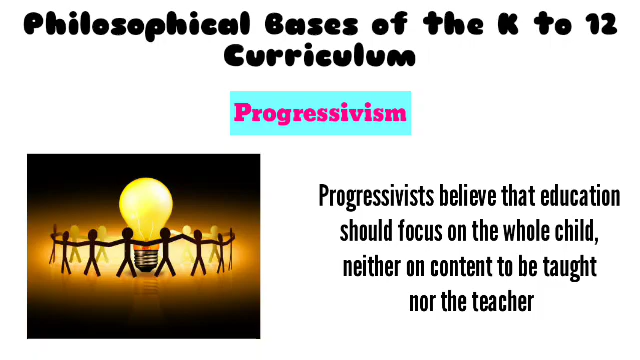 Philosophical Bases of the K to 12
Curriculum
Progressivism
Progressivists believe that education
should focus on the whole child,
neither on content to be taught
nor the teacher